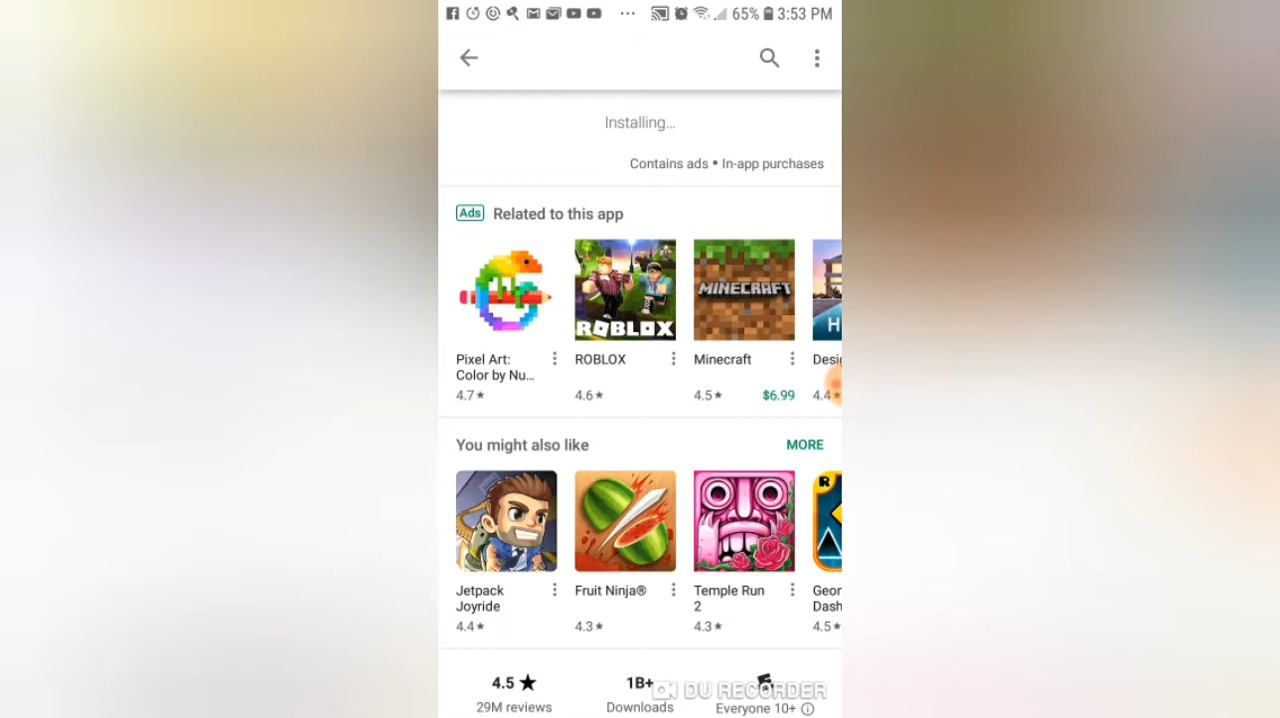 65% 3:53 PM
Installing...
Contains ads • In-app purchases
Ads Related to this app
ROBLOX MINECRAFT H
Pixel Art: Color by Nu... ROBLOX Minecraft Desig
4.7★ 4.6★ 4.5★ $6.99 4.4★
You might also like MORE
R
Jetpack Joyride Fruit Ninja® Temple Run 2 Geor Dash
4.4★ 4.3★ 4.3★ 4.5★
4.5★ 1B+
DU RECORDER
29M reviews Downloads Everyone 10+